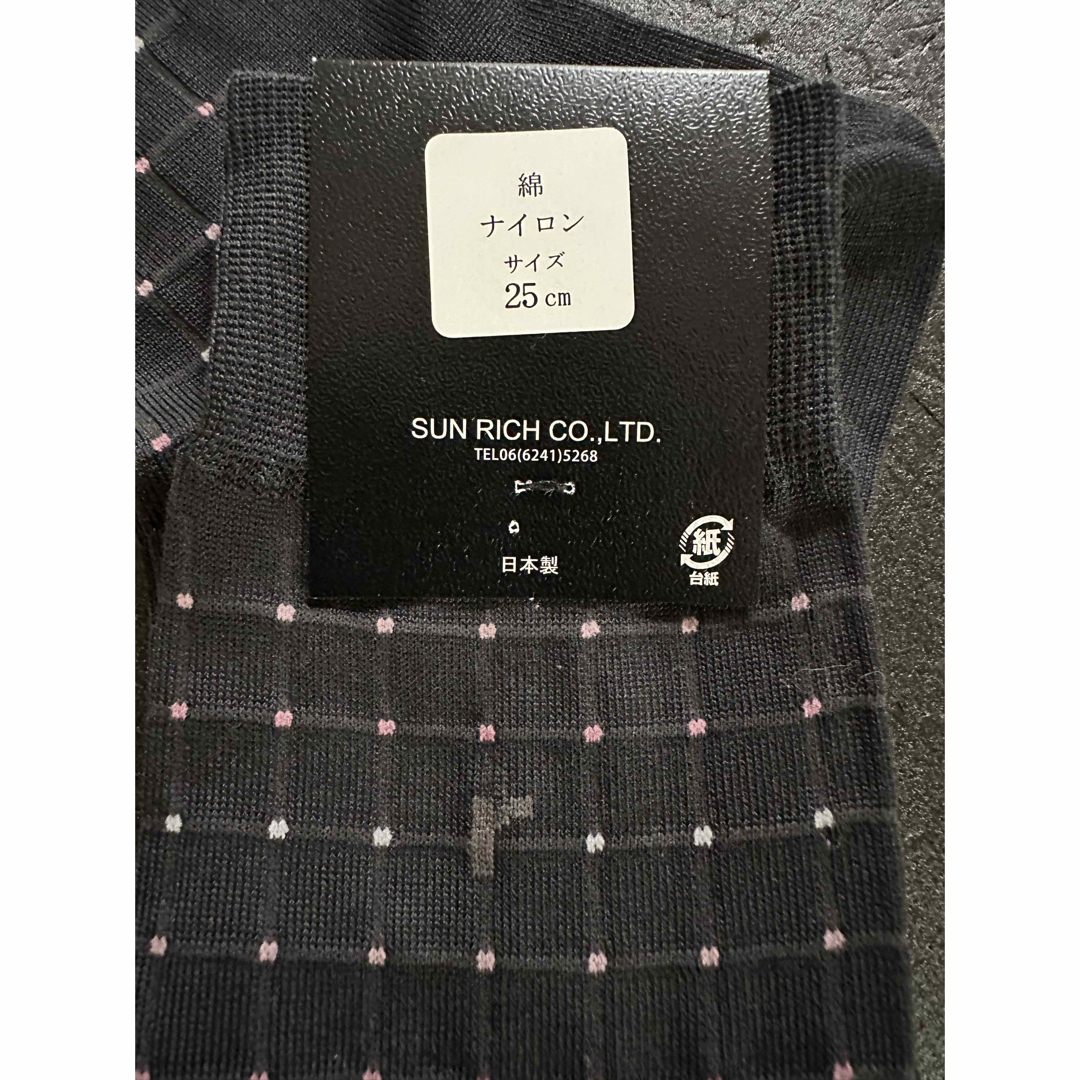 綿
ナイロン
サイズ
25cm
SUN RICH CO.,LTD.
TEL06(6241)5268
日本製
紙
台紙